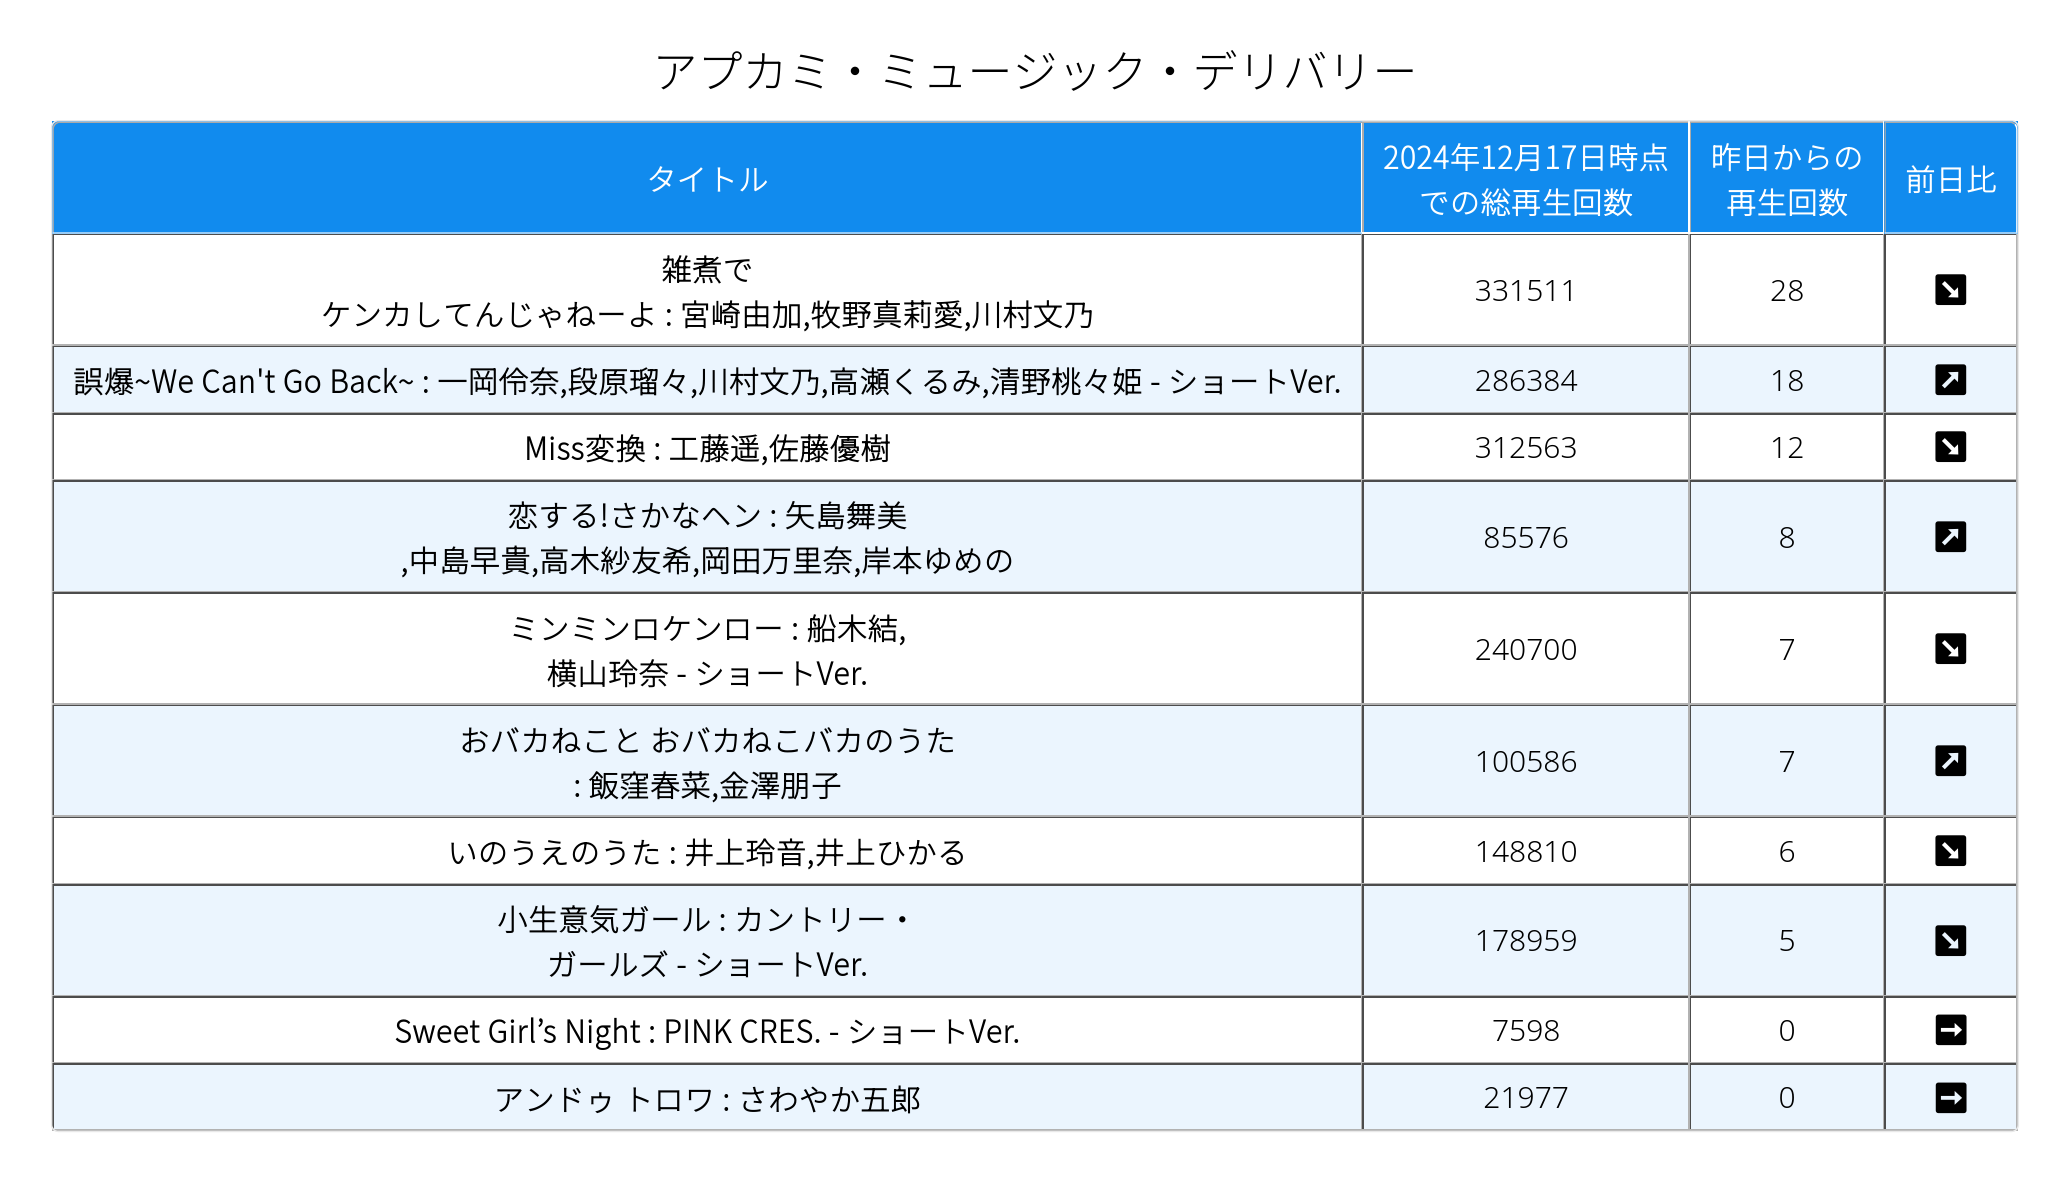 アプカミ・ミュージック・デリバリー
タイトル
2024年12月17日時点
での総再生回数
昨日からの
再生回数
前日比
雑煮で
ケンカしてんじゃねーよ : 宮崎由加,牧野真莉愛,川村文乃
331511
28
誤爆~We Can't Go Back~ : 一岡伶奈,段原瑠々,川村文乃,高瀬くるみ,清野桃々姫 - ショートVer.
286384
18
Miss変換 : 工藤遥,佐藤優樹
312563
12
恋する!さかなヘン : 矢島舞美
,中島早貴,高木紗友希,岡田万里奈,岸本ゆめの
85576
8
ミンミンロケンロー : 船木結,
横山玲奈 - ショートVer.
240700
7
おバカねこと おバカねこバカのうた
: 飯窪春菜,金澤朋子
100586
7
いのうえのうた : 井上玲音,井上ひかる
148810
6
小生意気ガール : カントリー・
ガールズ - ショートVer.
178959
5
Sweet Girl’s Night : PINK CRES. - ショートVer.
7598
0
アンドゥ トロワ : さわやか五郎
21977
0